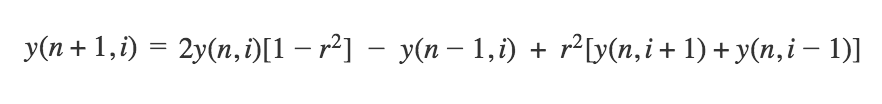 y(n + 1, i) = 2y(n, i)[1 − r²] − y(n − 1, i) + r²[y(n, i + 1) + y(n, i − 1)]